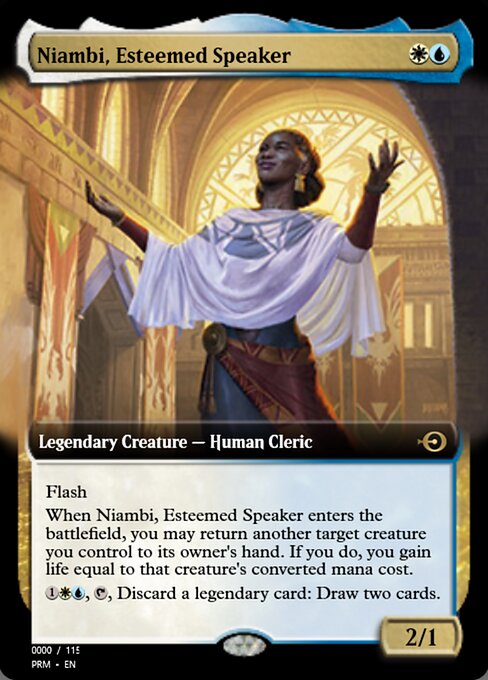 Niambi, Esteemed Speaker
Legendary Creature — Human Cleric
Flash
When Niambi, Esteemed Speaker enters the
battlefield, you may return another target creature
you control to its owner's hand. If you do, you gain
life equal to that creature's converted mana cost.
1, Discard a legendary card: Draw two cards.
2/1
0000 / 115
PRM • EN